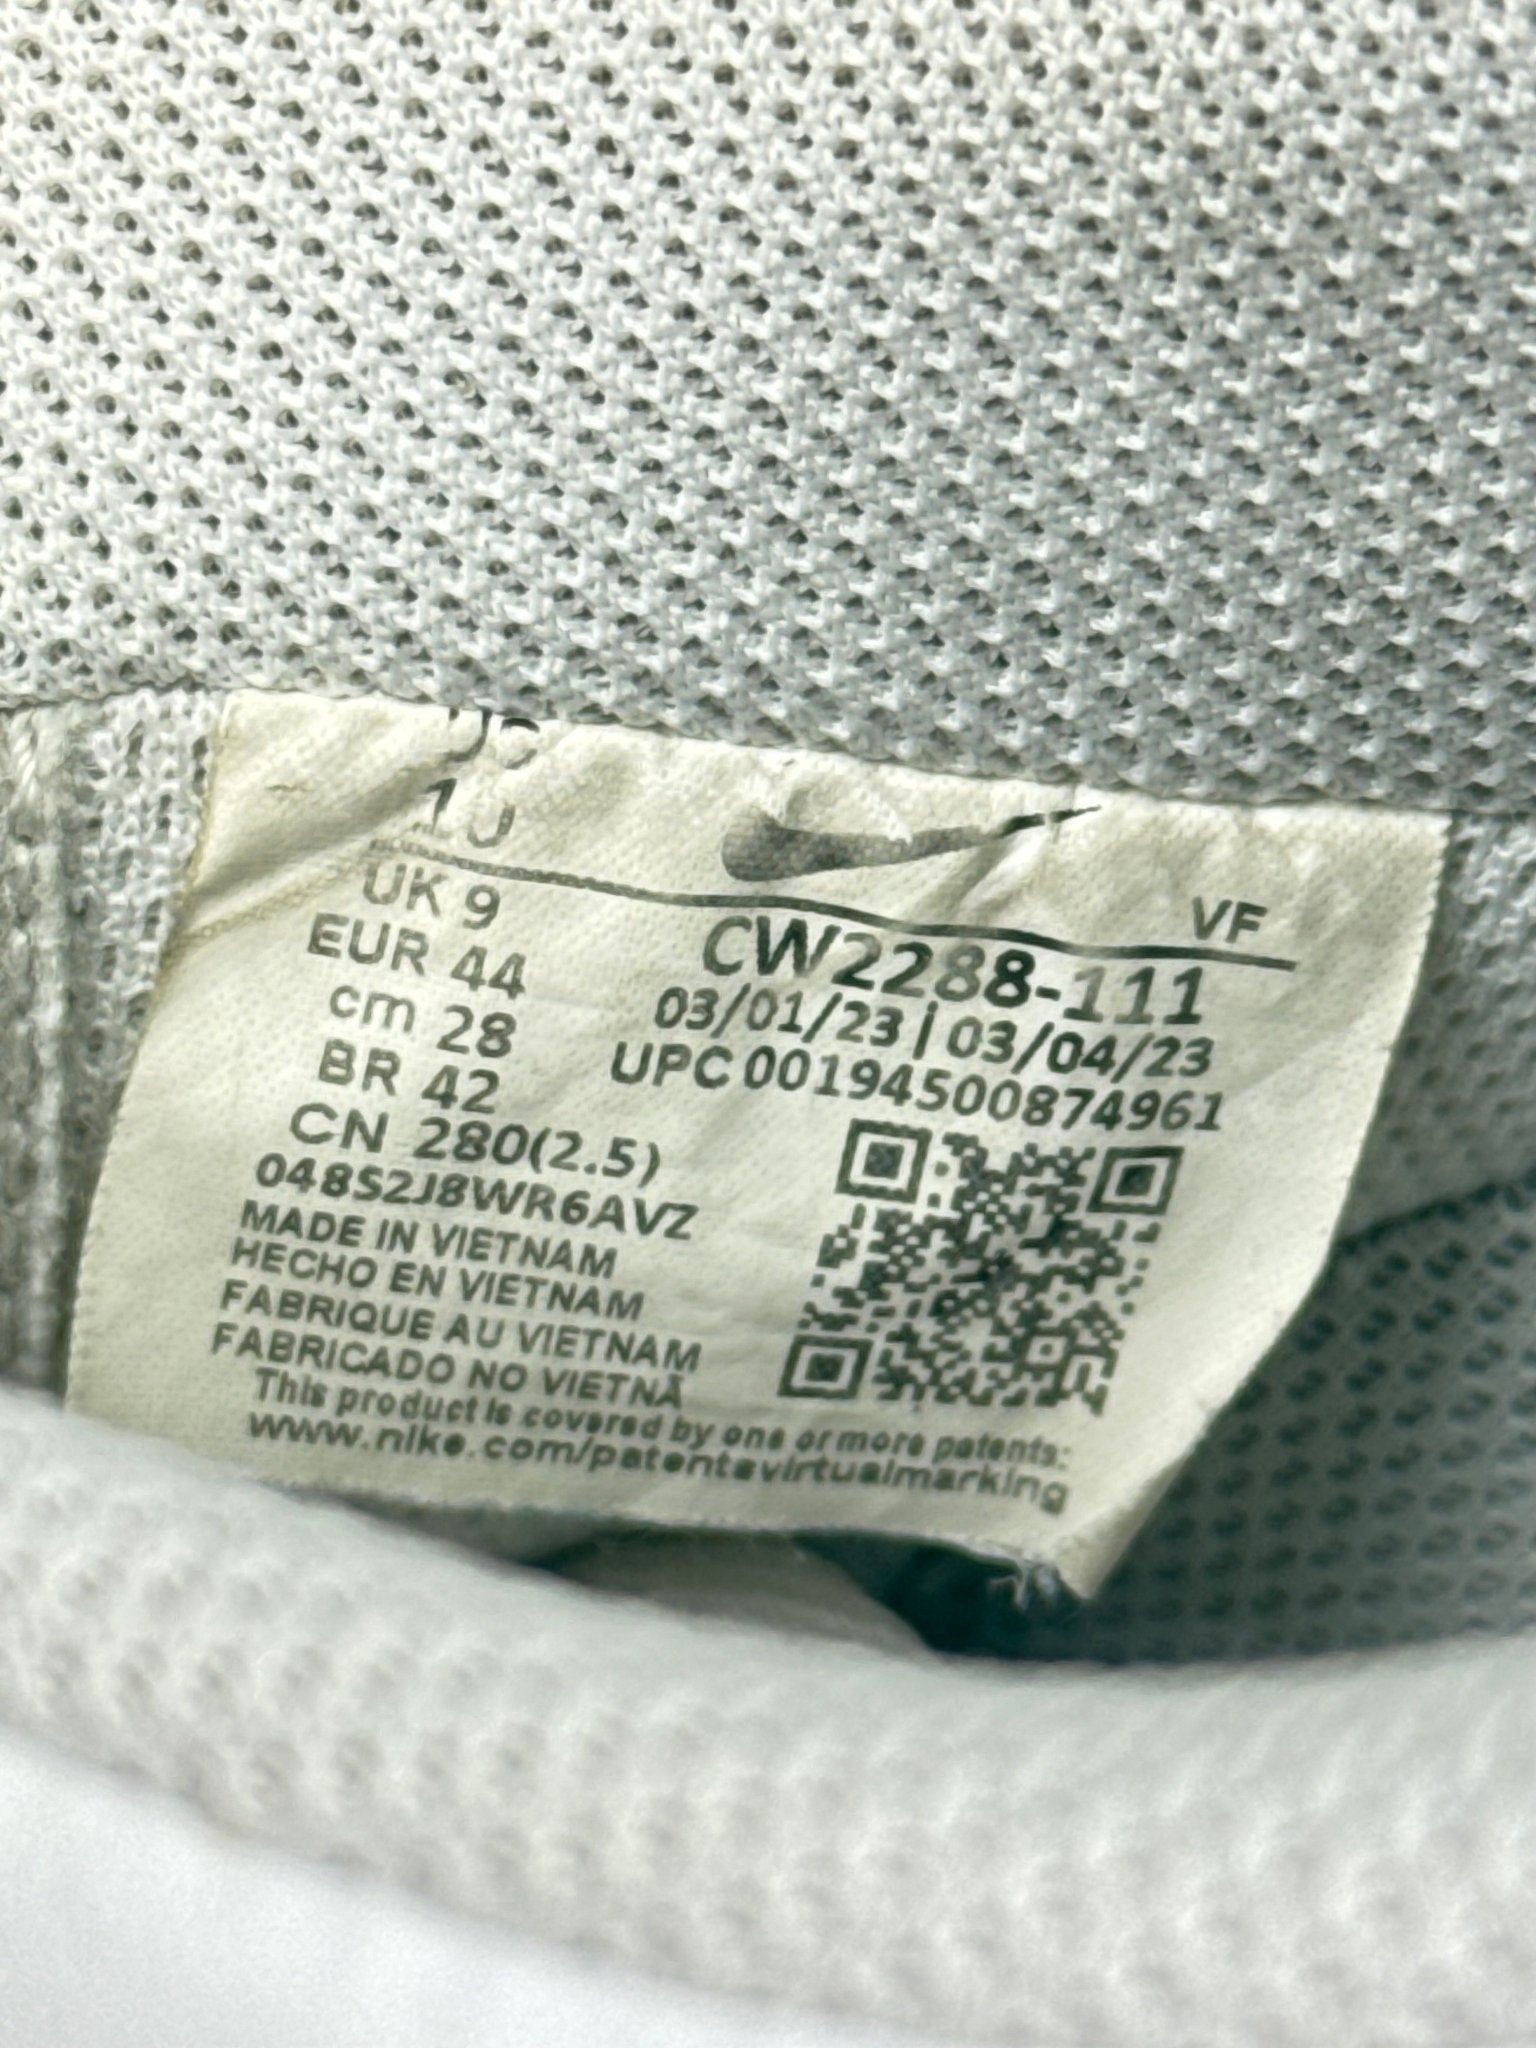 US
10
UK 9
EUR 44
cm 28
BR 42
CN 280(2.5)
VF
CW2288-111
03/01/23 | 03/04/23
UPC 00194500874961
048S2J8WR6AVZ
MADE IN VIETNAM
HECHO EN VIETNAM
FABRIQUE AU VIETNAM
FABRICADO NO VIETNÃ
This product is covered by one or more patents:
www.nike.com/patentsvirtualmarking